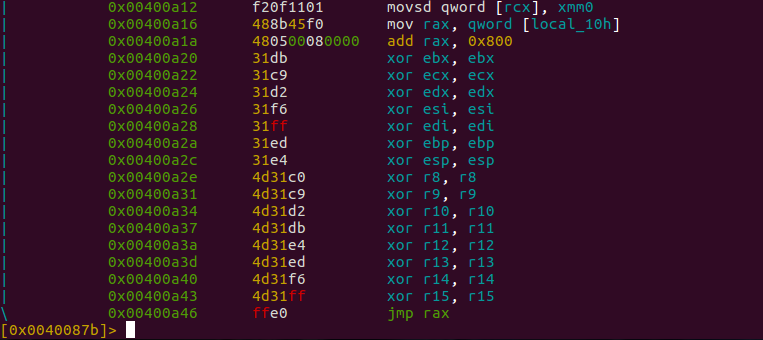 | 0x00400a12 f20f1101 movsd qword [rcx], xmm0
| 0x00400a16 488b45f0 mov rax, qword [local_10h]
| 0x00400a1a 480500080000 add rax, 0x800
| 0x00400a20 31db xor ebx, ebx
| 0x00400a22 31c9 xor ecx, ecx
| 0x00400a24 31d2 xor edx, edx
| 0x00400a26 31f6 xor esi, esi
| 0x00400a28 31ff xor edi, edi
| 0x00400a2a 31ed xor ebp, ebp
| 0x00400a2c 31e4 xor esp, esp
| 0x00400a2e 4d31c0 xor r8, r8
| 0x00400a31 4d31c9 xor r9, r9
| 0x00400a34 4d31d2 xor r10, r10
| 0x00400a37 4d31db xor r11, r11
| 0x00400a3a 4d31e4 xor r12, r12
| 0x00400a3d 4d31ed xor r13, r13
| 0x00400a40 4d31f6 xor r14, r14
| 0x00400a43 4d31ff xor r15, r15
\ 0x00400a46 ffe0 jmp rax
[0x0040087b]>